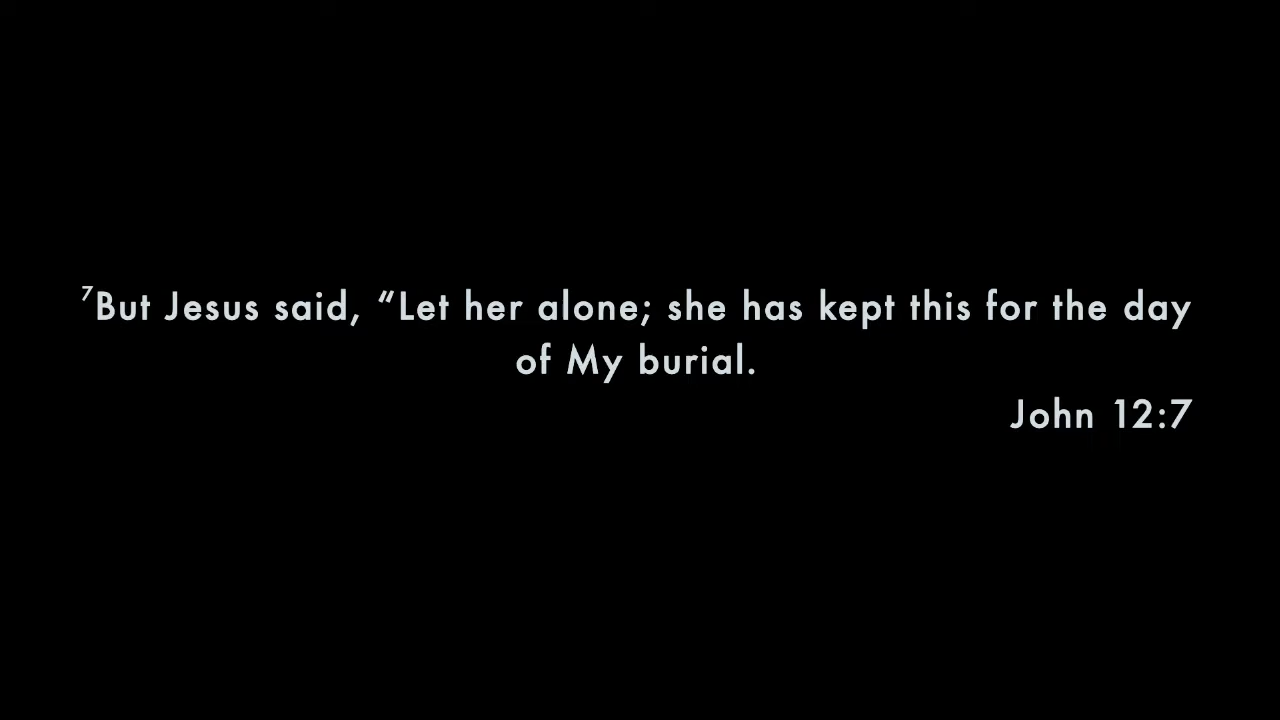 ⁷But Jesus said, “Let her alone; she has kept this for the day
of My burial.
John 12:7